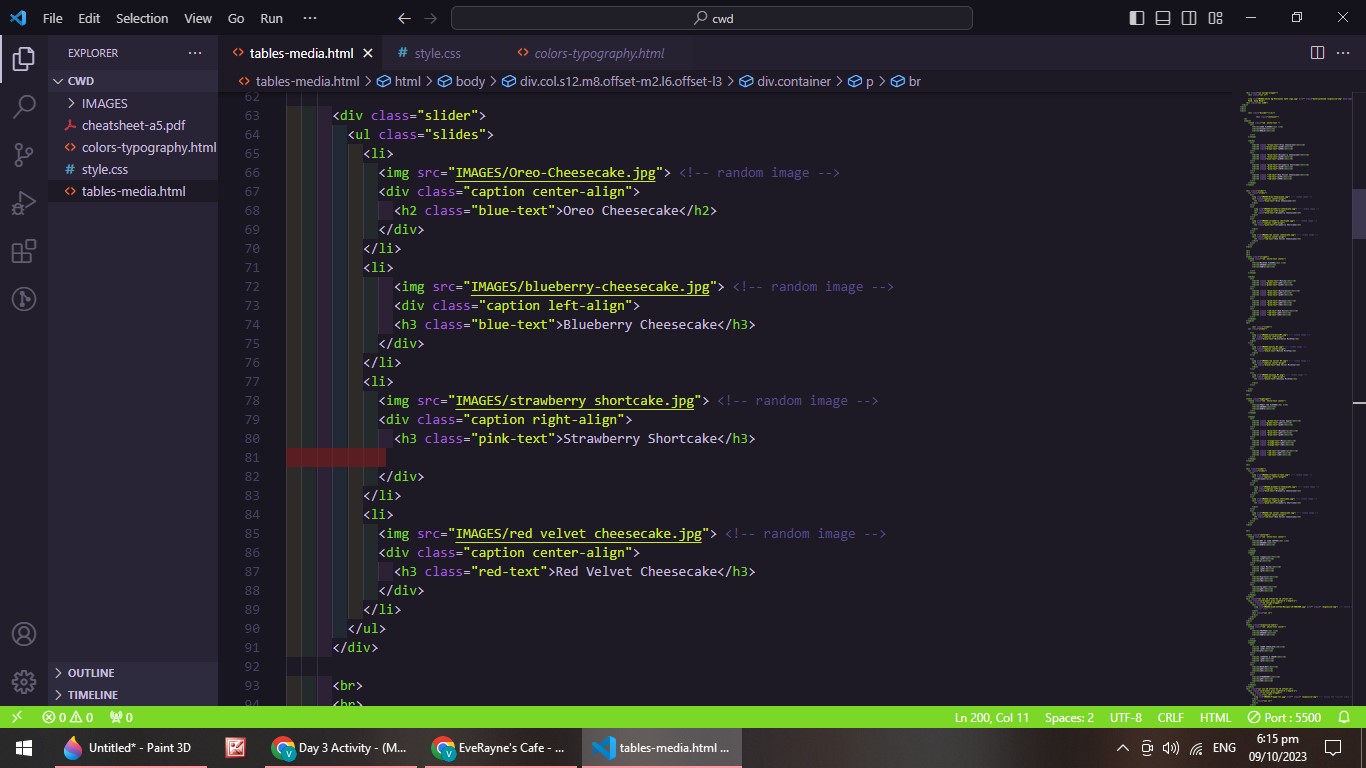 File Edit Selection View Go Run ··· cwd
EXPLORER ···
tables-media.html
style.css
colors-typography.html
CWD
IMAGES
cheatsheet-a5.pdf
colors-typography.html
style.css
tables-media.html
OUTLINE
TIMELINE
tables-media.html > html > body > div.col.s12.m8.offset-m2.l6.offset-l3 > div.container > p > br
62
63 <div class="slider">
64 <ul class="slides">
65 <li>
66 <img src="IMAGES/Oreo-Cheesecake.jpg"> <!-- random image -->
67 <div class="caption center-align">
68 <h2 class="blue-text">Oreo Cheesecake</h2>
69 </div>
70 </li>
71 <li>
72 <img src="IMAGES/blueberry-cheesecake.jpg"> <!-- random image -->
73 <div class="caption left-align">
74 <h3 class="blue-text">Blueberry Cheesecake</h3>
75 </div>
76 </li>
77 <li>
78 <img src="IMAGES/strawberry shortcake.jpg"> <!-- random image -->
79 <div class="caption right-align">
80 <h3 class="pink-text">Strawberry Shortcake</h3>
81
82 </div>
83 </li>
84 <li>
85 <img src="IMAGES/red velvet cheesecake.jpg"> <!-- random image -->
86 <div class="caption center-align">
87 <h3 class="red-text">Red Velvet Cheesecake</h3>
88 </div>
89 </li>
90 </ul>
91 </div>
92
93 <br>
94 <br>
0 0 0 Ln 200, Col 11 Spaces: 2 UTF-8 CRLF HTML Port : 5500
Untitled* - Paint 3D
Day 3 Activity - (M...
EveRayne's Cafe - ...
tables-media.html ...
ENG
6:15 pm
09/10/2023